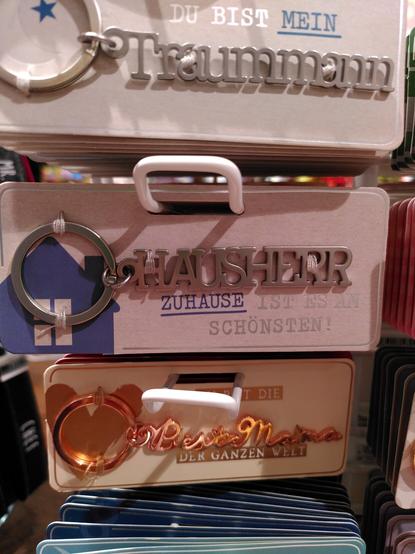 DU BIST MEIN
Traummann
HAUSHERR
ZUHAUSE IST ES AM
SCHÖNSTEN!
DIE
Beste Mama
DER GANZEN WELT